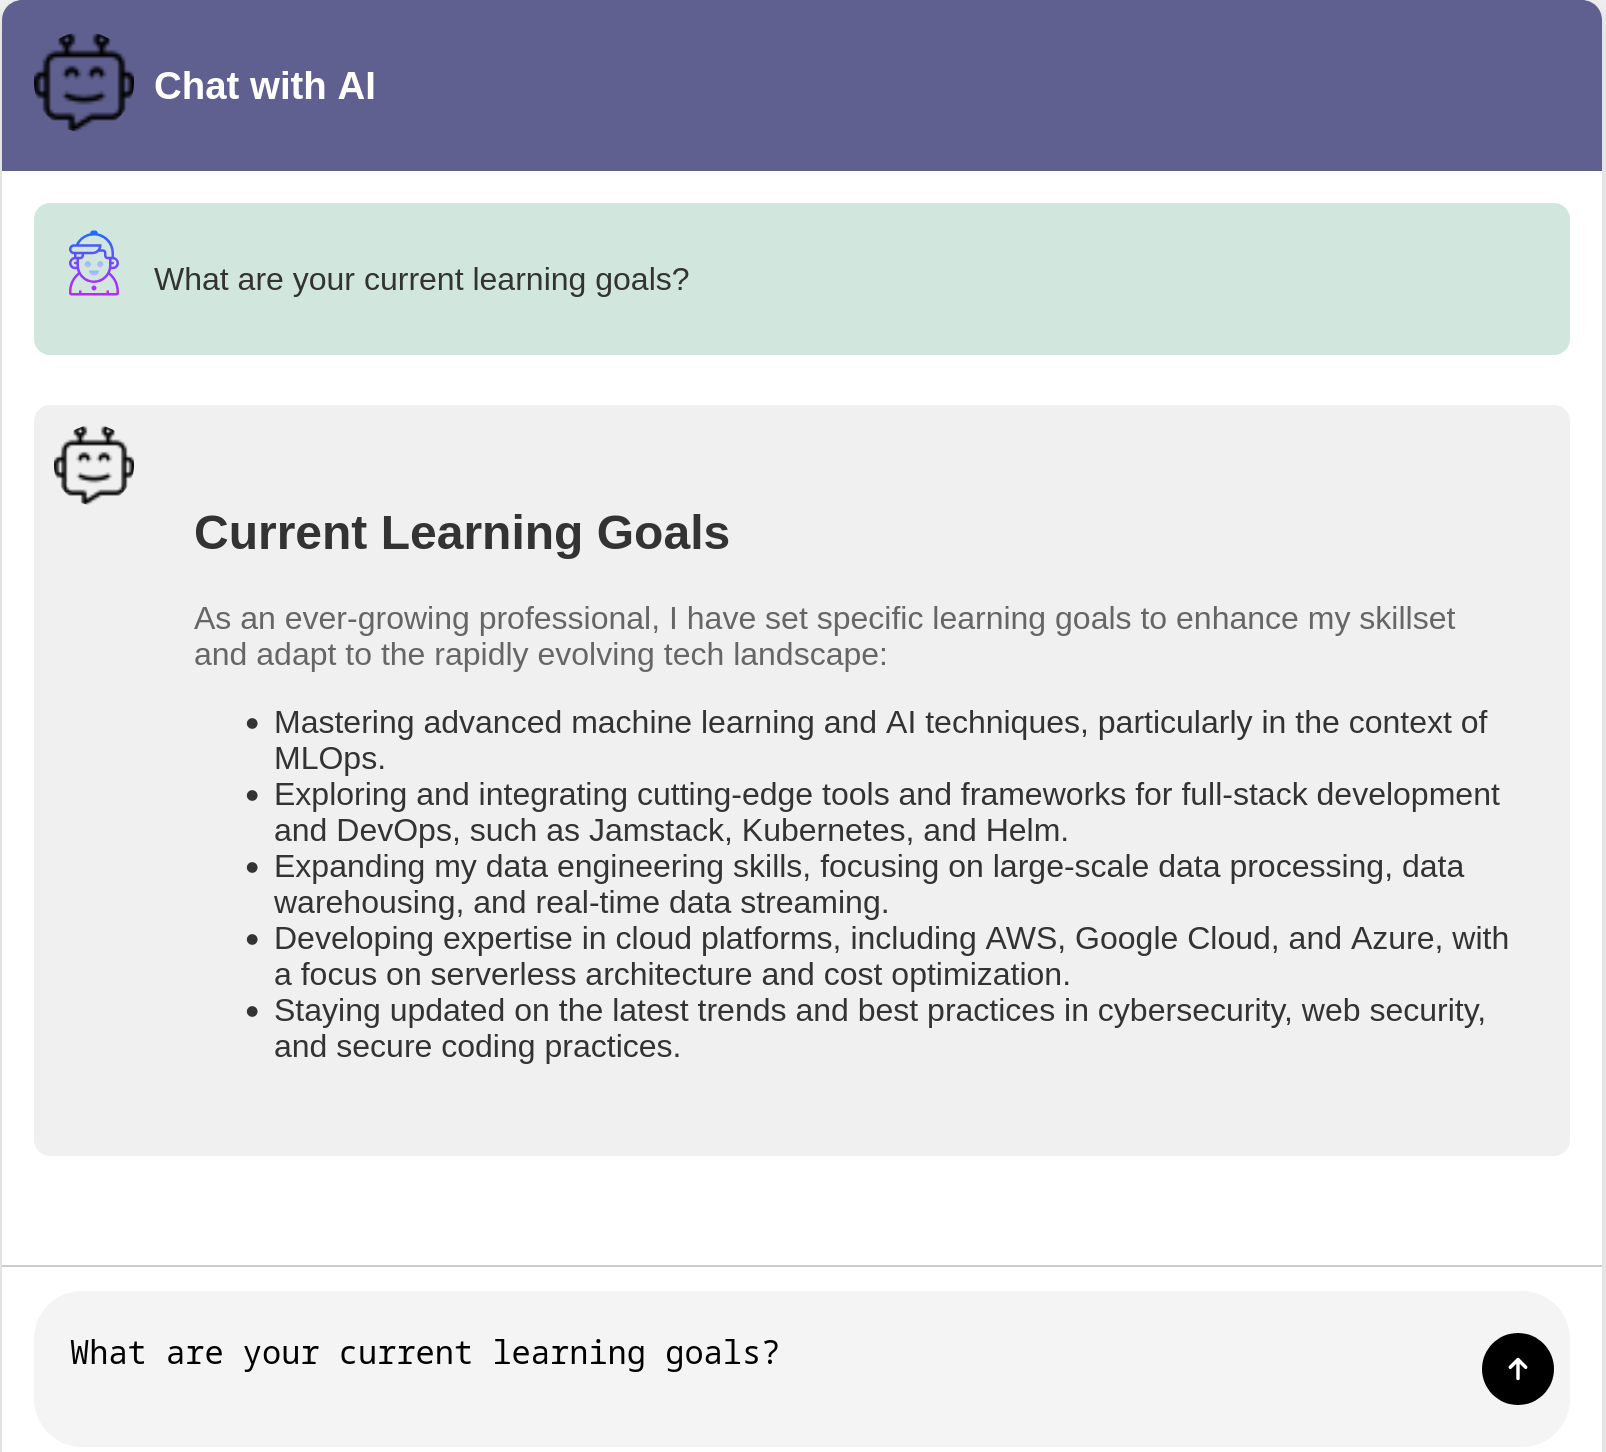 Chat with AI
What are your current learning goals?
Current Learning Goals
As an ever-growing professional, I have set specific learning goals to enhance my skillset
and adapt to the rapidly evolving tech landscape:
• Mastering advanced machine learning and AI techniques, particularly in the context of
MLOps.
• Exploring and integrating cutting-edge tools and frameworks for full-stack development
and DevOps, such as Jamstack, Kubernetes, and Helm.
• Expanding my data engineering skills, focusing on large-scale data processing, data
warehousing, and real-time data streaming.
• Developing expertise in cloud platforms, including AWS, Google Cloud, and Azure, with
a focus on serverless architecture and cost optimization.
• Staying updated on the latest trends and best practices in cybersecurity, web security,
and secure coding practices.
What are your current learning goals?